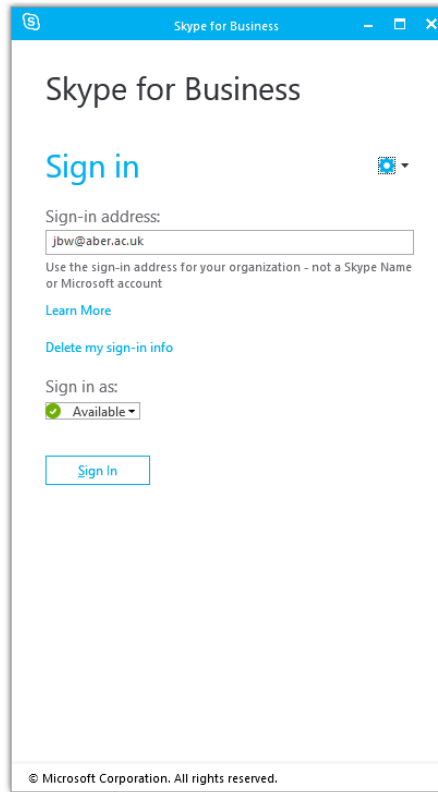 Skype for Business
Skype for Business
Sign in
Sign-in address:
jbw@aber.ac.uk
Use the sign-in address for your organization - not a Skype Name
or Microsoft account
Learn More
Delete my sign-in info
Sign in as:
Available
Sign In
© Microsoft Corporation. All rights reserved.